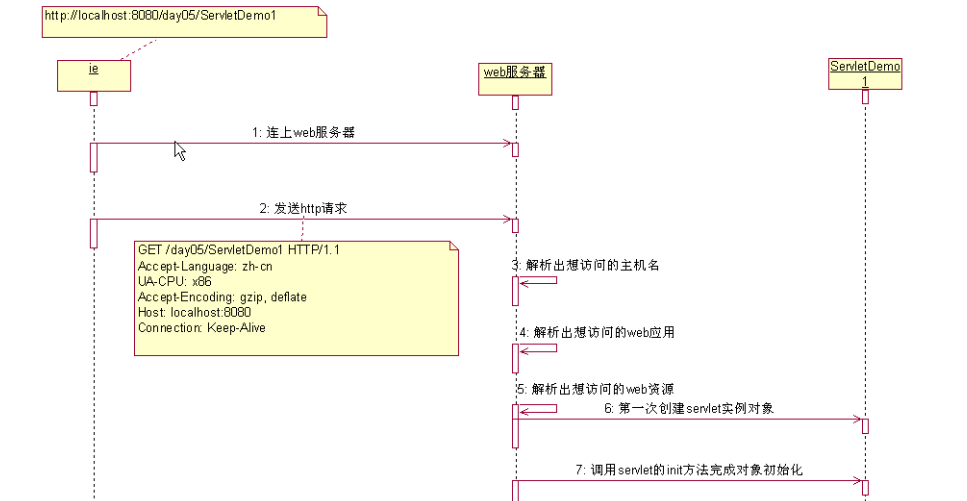 http://localhost:8080/day05/ServletDemo1
ie
web服务器
ServletDemo
1
1: 连上web服务器
2: 发送http请求
GET /day05/ServletDemo1 HTTP/1.1
Accept-Language: zh-cn
UA-CPU: x86
Accept-Encoding: gzip, deflate
Host: localhost:8080
Connection: Keep-Alive
3: 解析出想访问的主机名
4: 解析出想访问的web应用
5: 解析出想访问的web资源
6: 第一次创建servlet实例对象
7: 调用servlet的init方法完成对象初始化